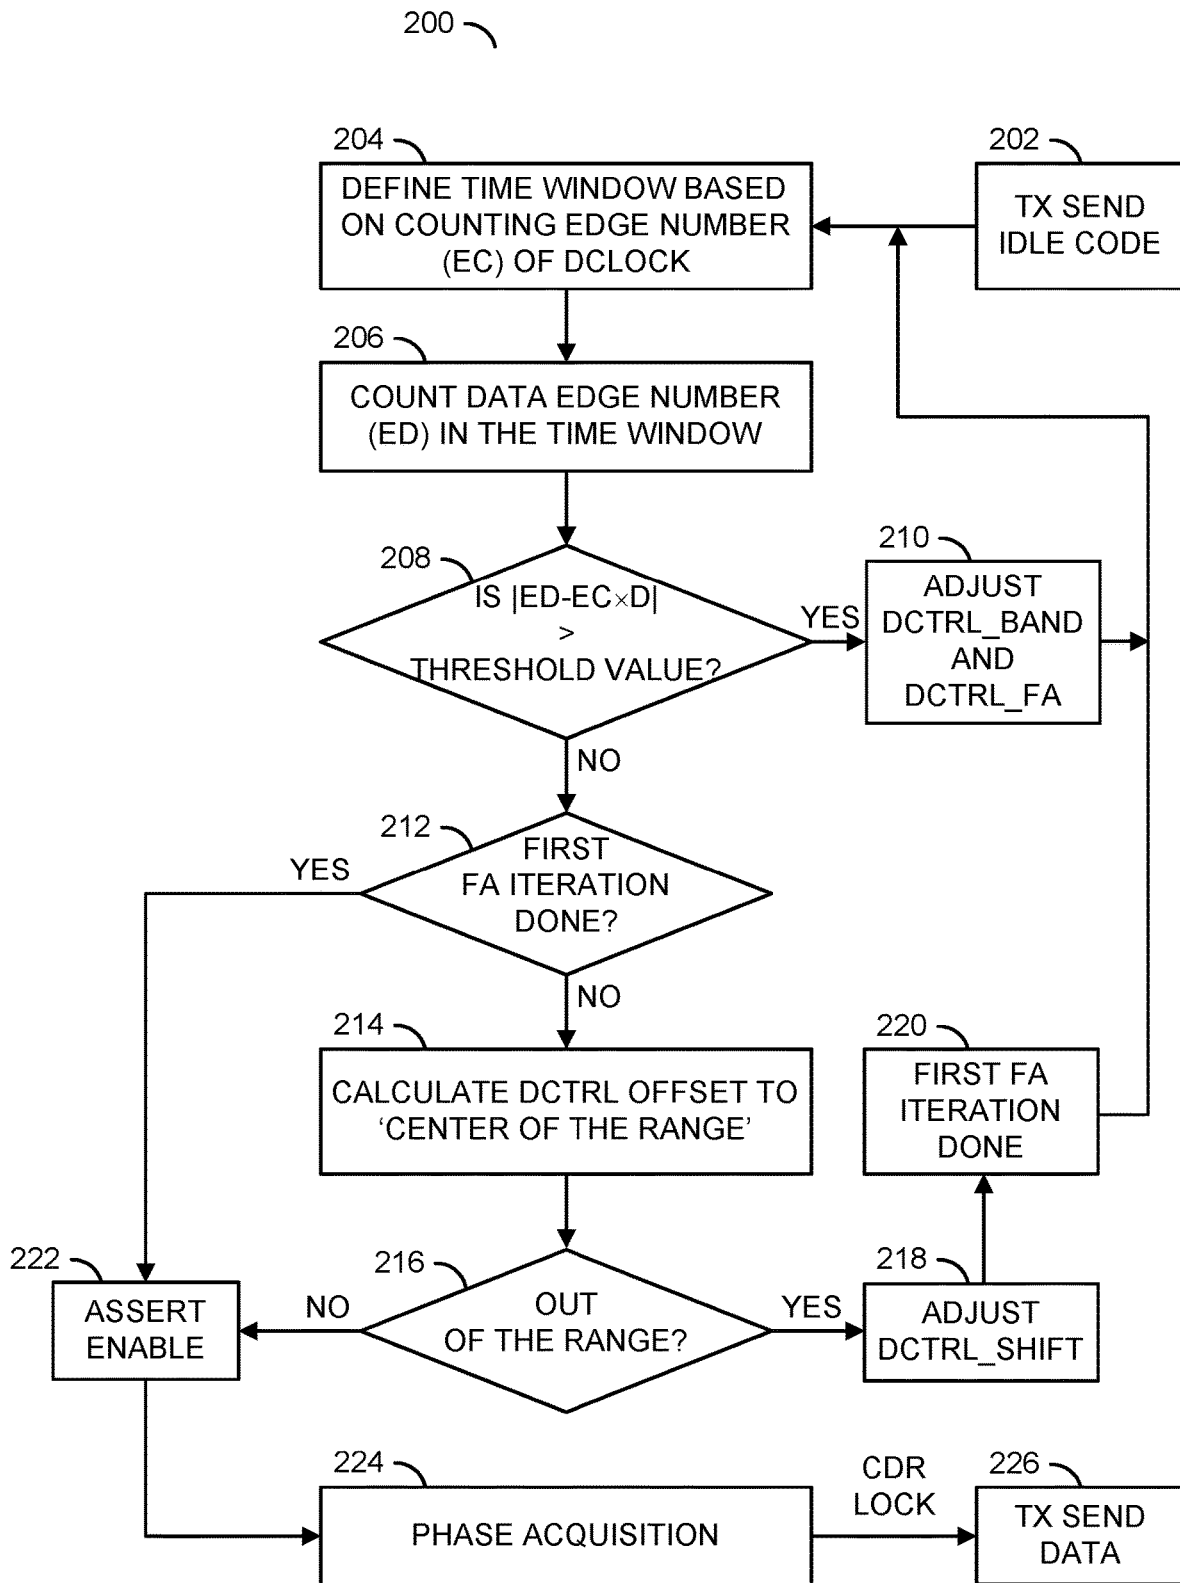 200
204
DEFINE TIME WINDOW BASED
ON COUNTING EDGE NUMBER
(EC) OF DCLOCK
202
TX SEND
IDLE CODE
206
COUNT DATA EDGE NUMBER
(ED) IN THE TIME WINDOW
208
IS |ED-EC×D|
>
THRESHOLD VALUE?
YES
210
ADJUST
DCTRL_BAND
AND
DCTRL_FA
NO
212
FIRST
FA ITERATION
DONE?
YES
NO
214
CALCULATE DCTRL OFFSET TO
‘CENTER OF THE RANGE’
220
FIRST FA
ITERATION
DONE
216
OUT
OF THE RANGE?
NO
YES
218
ADJUST
DCTRL_SHIFT
222
ASSERT
ENABLE
224
PHASE ACQUISITION
CDR
LOCK
226
TX SEND
DATA